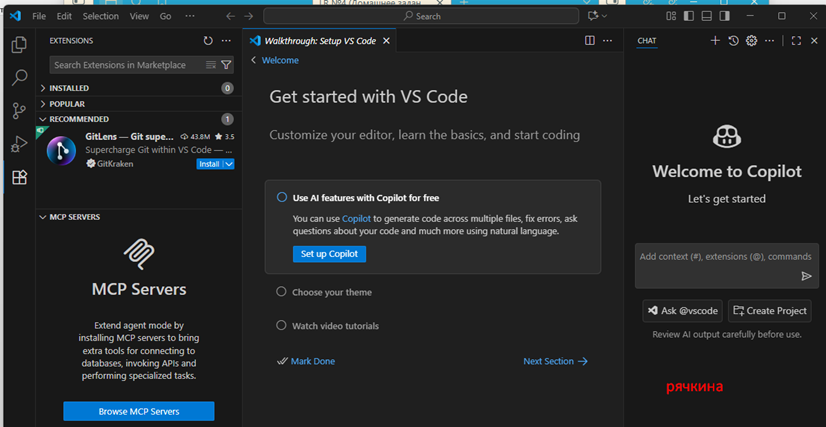 LR №4 (Домашнее задан
File Edit Selection View Go ···
Search
EXTENSIONS
Search Extensions in Marketplace
INSTALLED 0
POPULAR
RECOMMENDED 1
GitLens — Git supe... 43.8M 3.5
Supercharge Git within VS Code — ...
GitKraken Install
MCP SERVERS
MCP Servers
Extend agent mode by
installing MCP servers to bring
extra tools for connecting to
databases, invoking APIs and
performing specialized tasks.
Browse MCP Servers
Walkthrough: Setup VS Code
Welcome
Get started with VS Code
Customize your editor, learn the basics, and start coding
Use AI features with Copilot for free
You can use Copilot to generate code across multiple files, fix errors, ask
questions about your code and much more using natural language.
Set up Copilot
Choose your theme
Watch video tutorials
Mark Done Next Section
CHAT
Welcome to Copilot
Let's get started
Add context (#), extensions (@), commands
Ask @vscode Create Project
Review AI output carefully before use.
рячкина